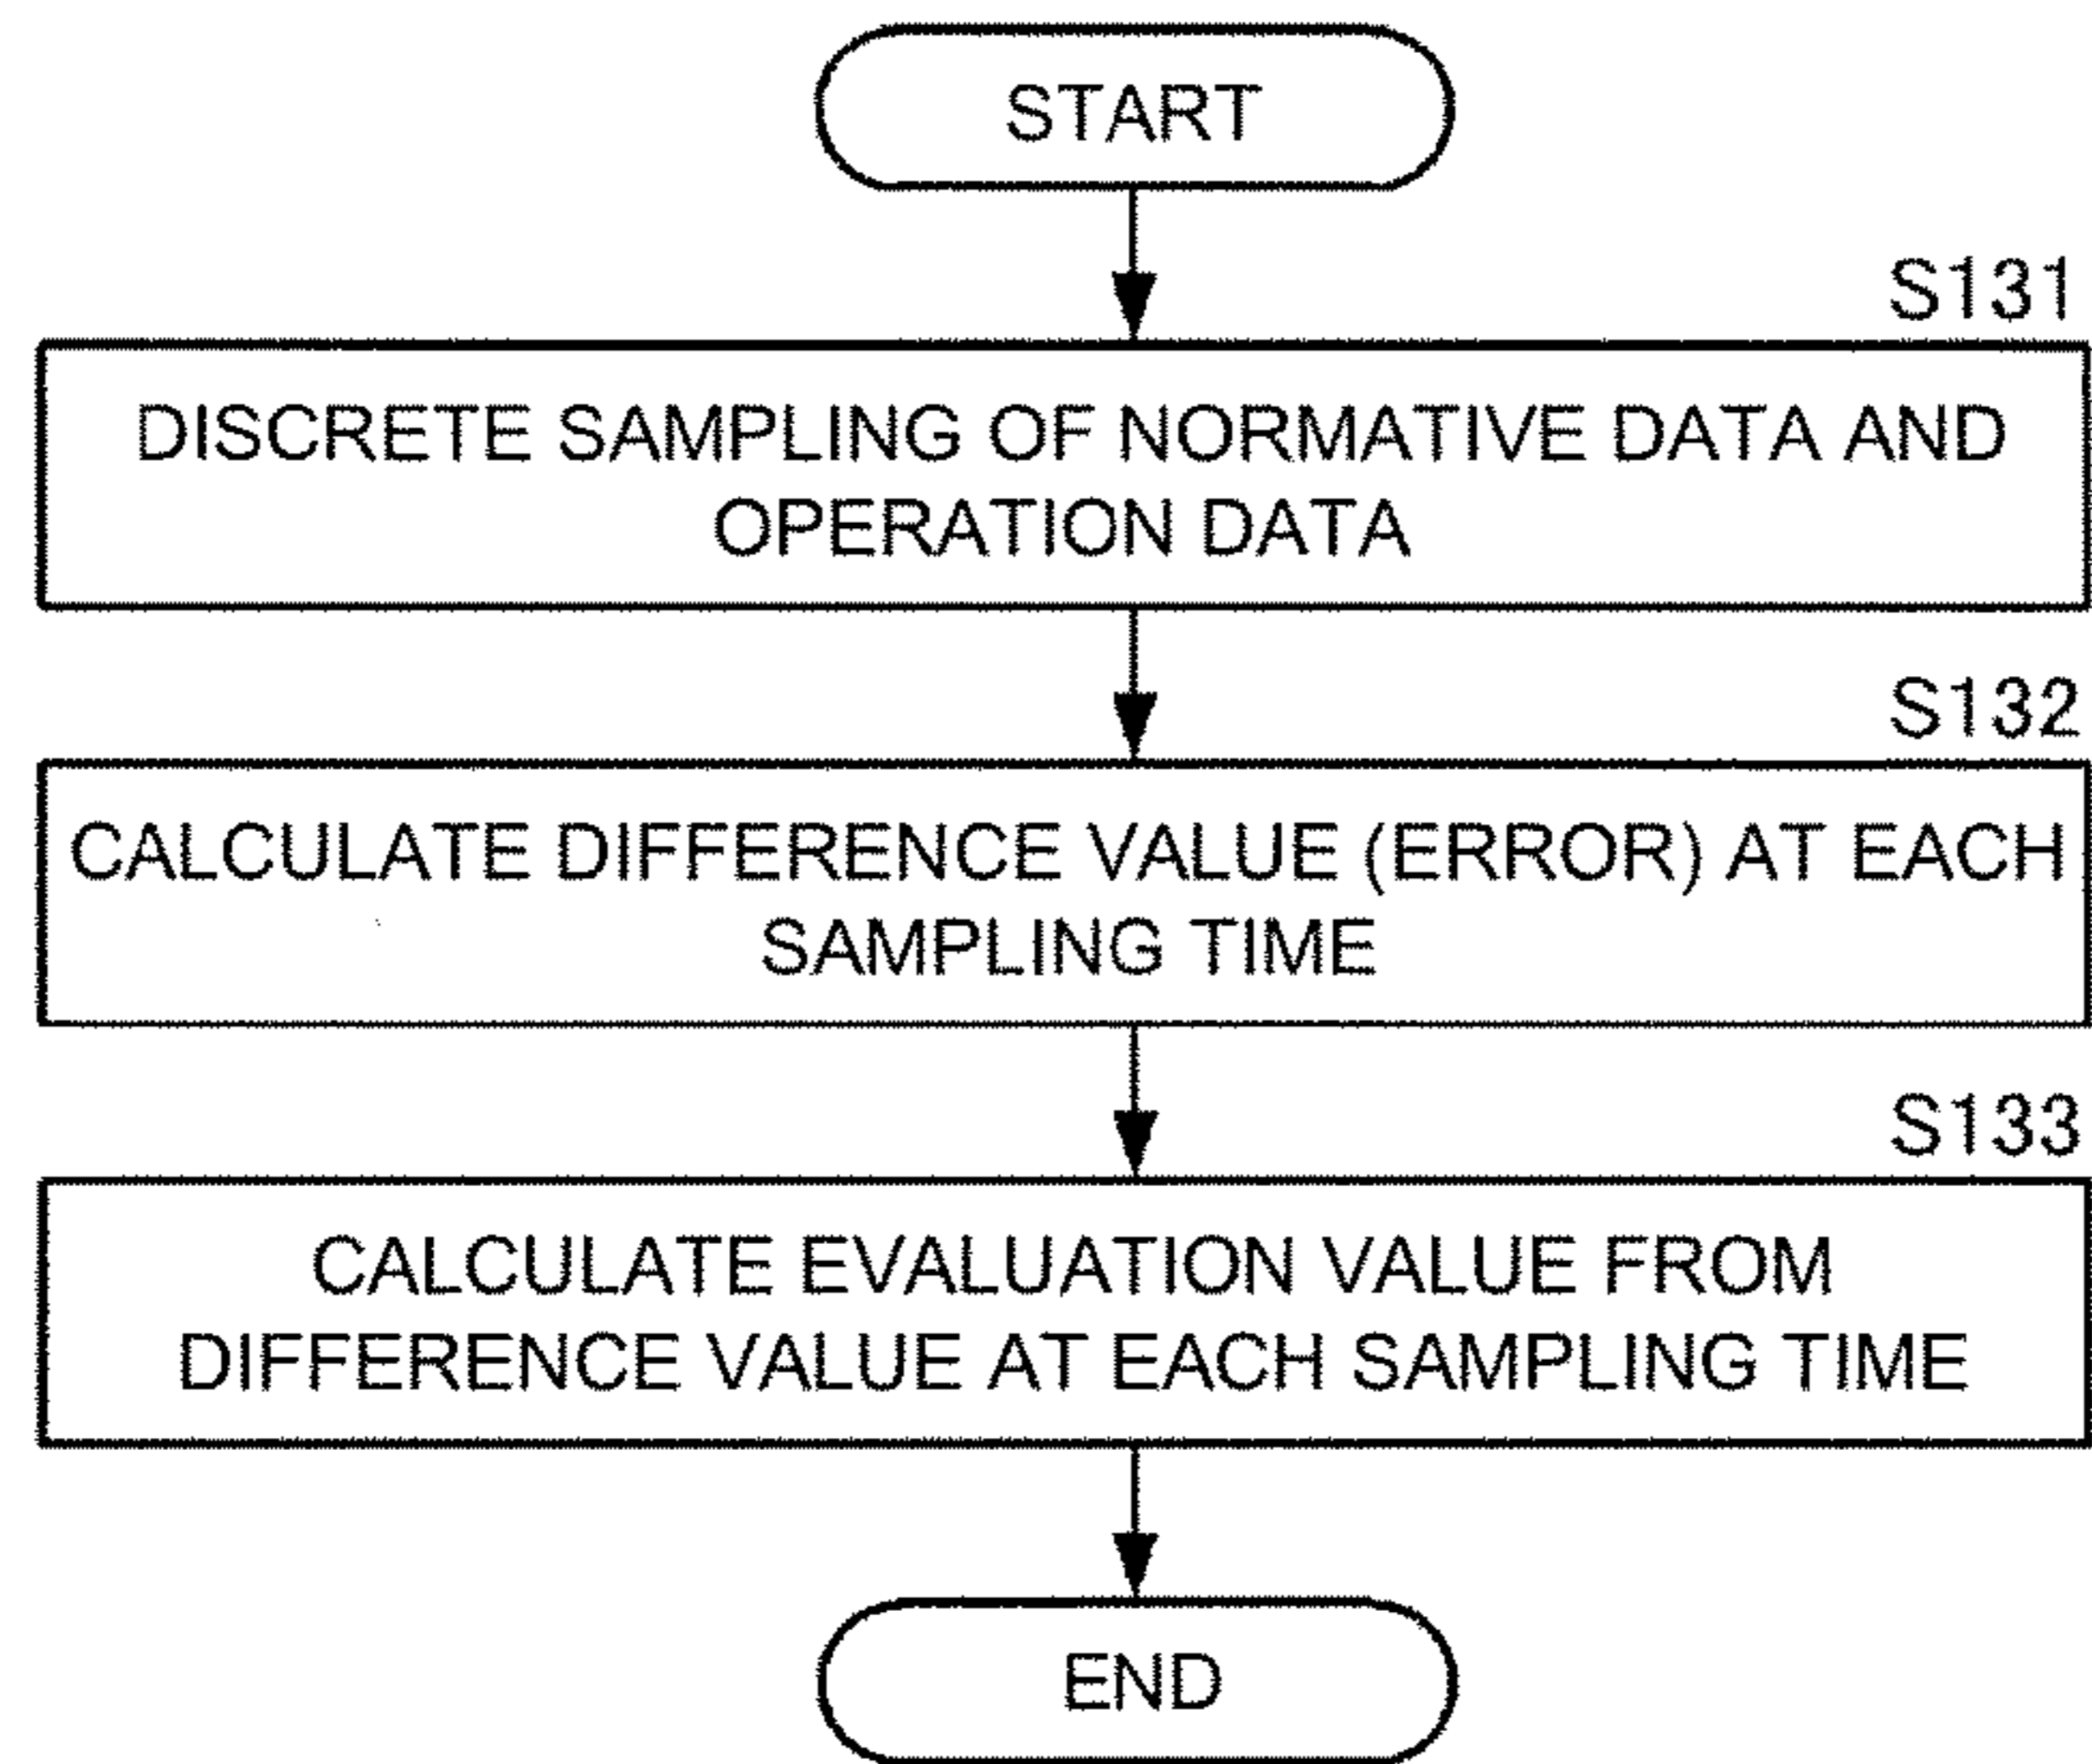 START
S131
DISCRETE SAMPLING OF NORMATIVE DATA AND
OPERATION DATA
S132
CALCULATE DIFFERENCE VALUE (ERROR) AT EACH
SAMPLING TIME
S133
CALCULATE EVALUATION VALUE FROM
DIFFERENCE VALUE AT EACH SAMPLING TIME
END